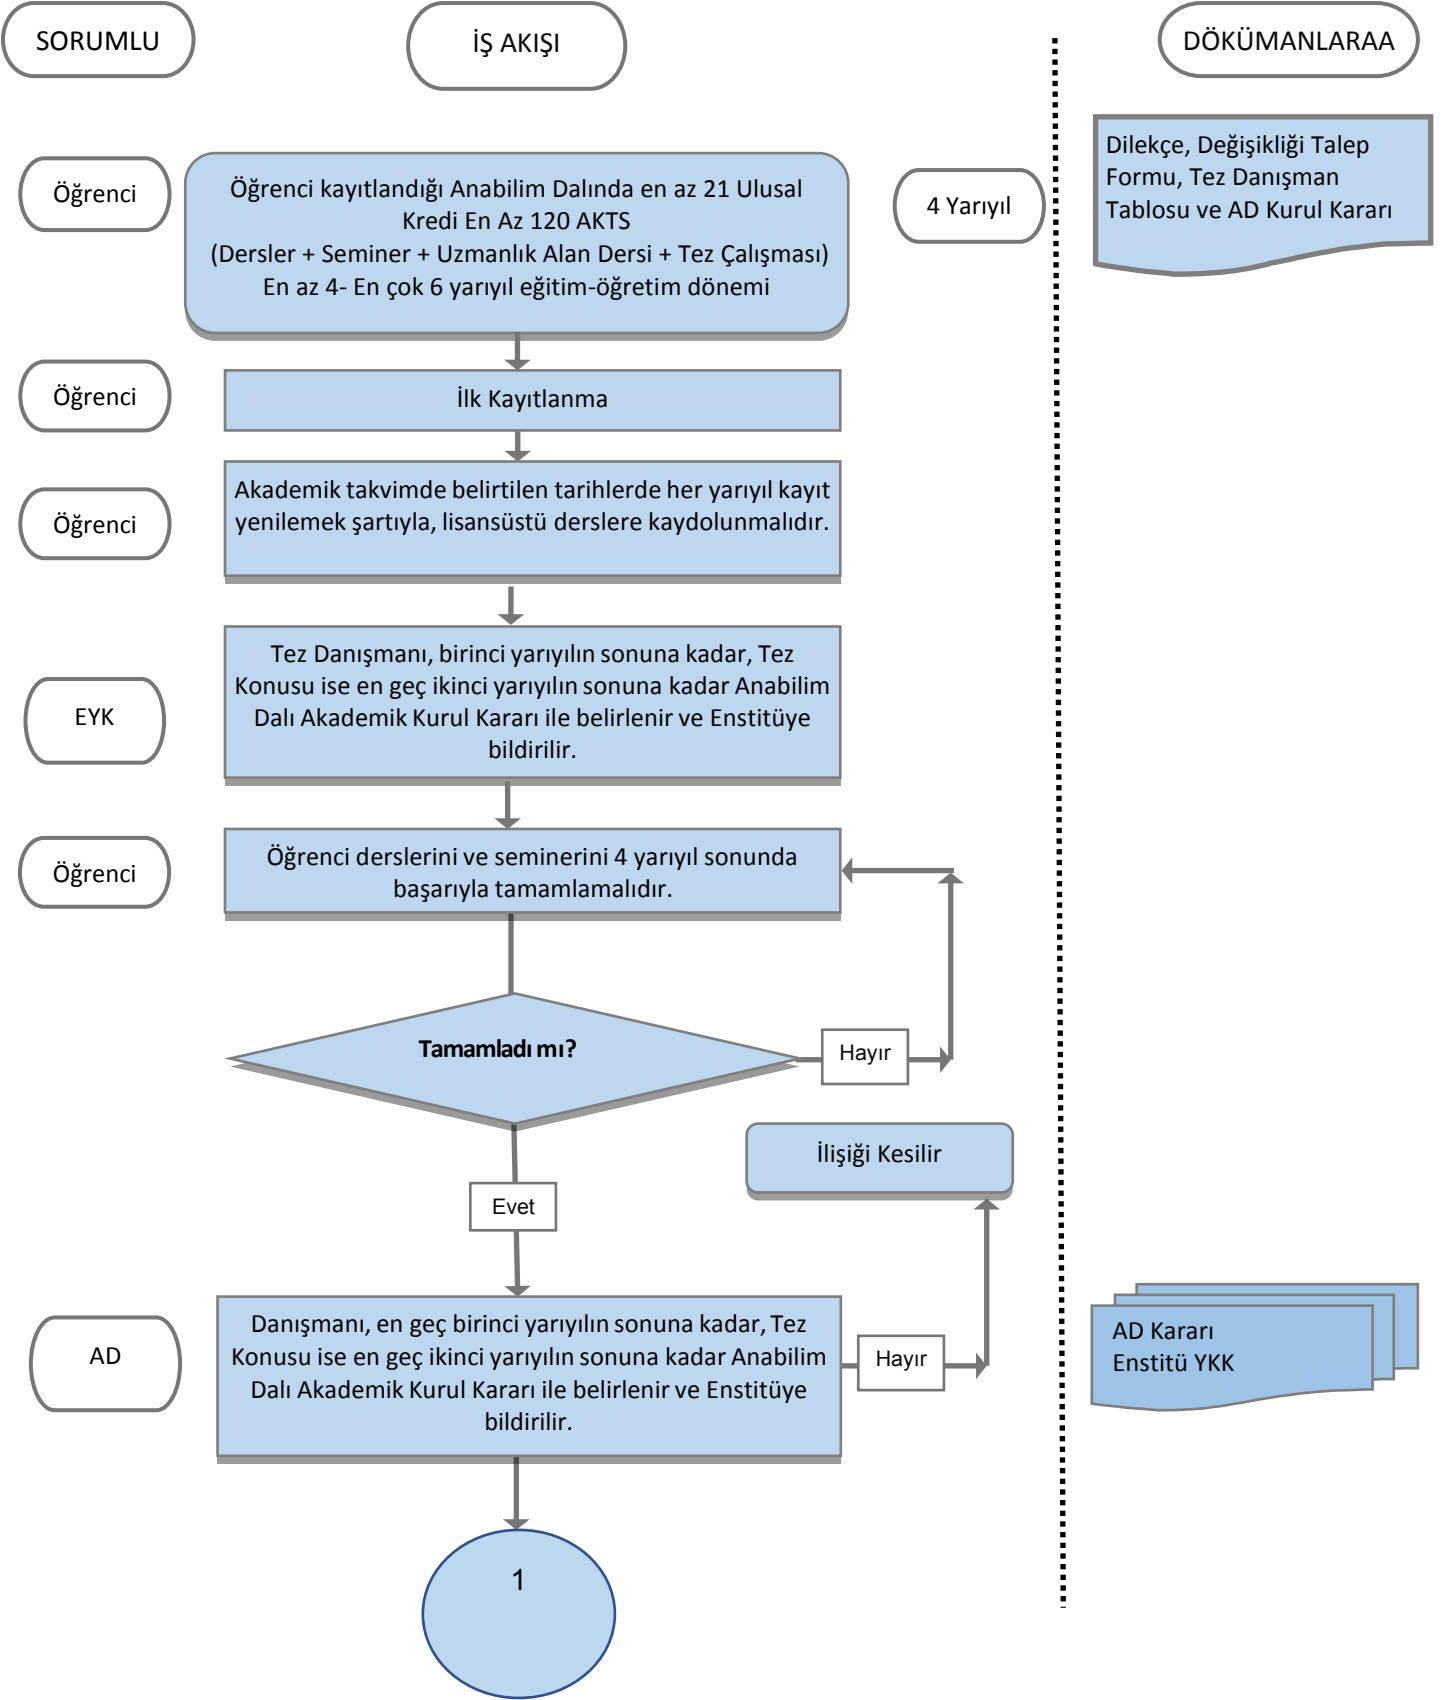 SORUMLU
İŞ AKIŞI
DÖKÜMANLARAA
Öğrenci
Öğrenci kayıtlandığı Anabilim Dalında en az 21 Ulusal
Kredi En Az 120 AKTS
(Dersler + Seminer + Uzmanlık Alan Dersi + Tez Çalışması)
En az 4- En çok 6 yarıyıl eğitim-öğretim dönemi
4 Yarıyıl
Dilekçe, Değişikliği Talep
Formu, Tez Danışman
Tablosu ve AD Kurul Kararı
Öğrenci
İlk Kayıtlanma
Öğrenci
Akademik takvimde belirtilen tarihlerde her yarıyıl kayıt
yenilemek şartıyla, lisansüstü derslere kaydolunmalıdır.
EYK
Tez Danışmanı, birinci yarıyılın sonuna kadar, Tez
Konusu ise en geç ikinci yarıyılın sonuna kadar Anabilim
Dalı Akademik Kurul Kararı ile belirlenir ve Enstitüye
bildirilir.
Öğrenci
Öğrenci derslerini ve seminerini 4 yarıyıl sonunda
başarıyla tamamlamalıdır.
Tamamladı mı?
Hayır
İlişiği Kesilir
Evet
AD
Danışmanı, en geç birinci yarıyılın sonuna kadar, Tez
Konusu ise en geç ikinci yarıyılın sonuna kadar Anabilim
Dalı Akademik Kurul Kararı ile belirlenir ve Enstitüye
bildirilir.
Hayır
AD Kararı
Enstitü YKK
1